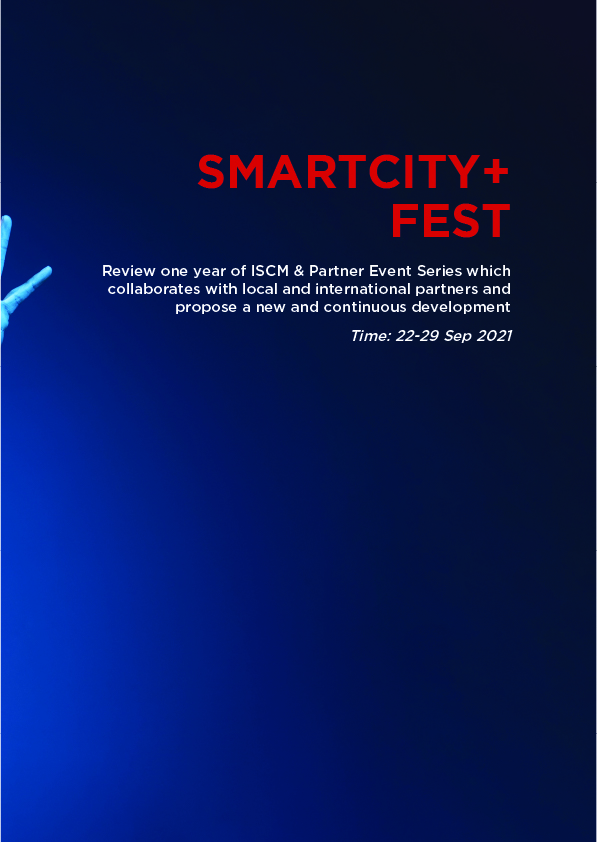 SMARTCITY+
FEST
Review one year of ISCM & Partner Event Series which
collaborates with local and international partners and
propose a new and continuous development
Time: 22-29 Sep 2021